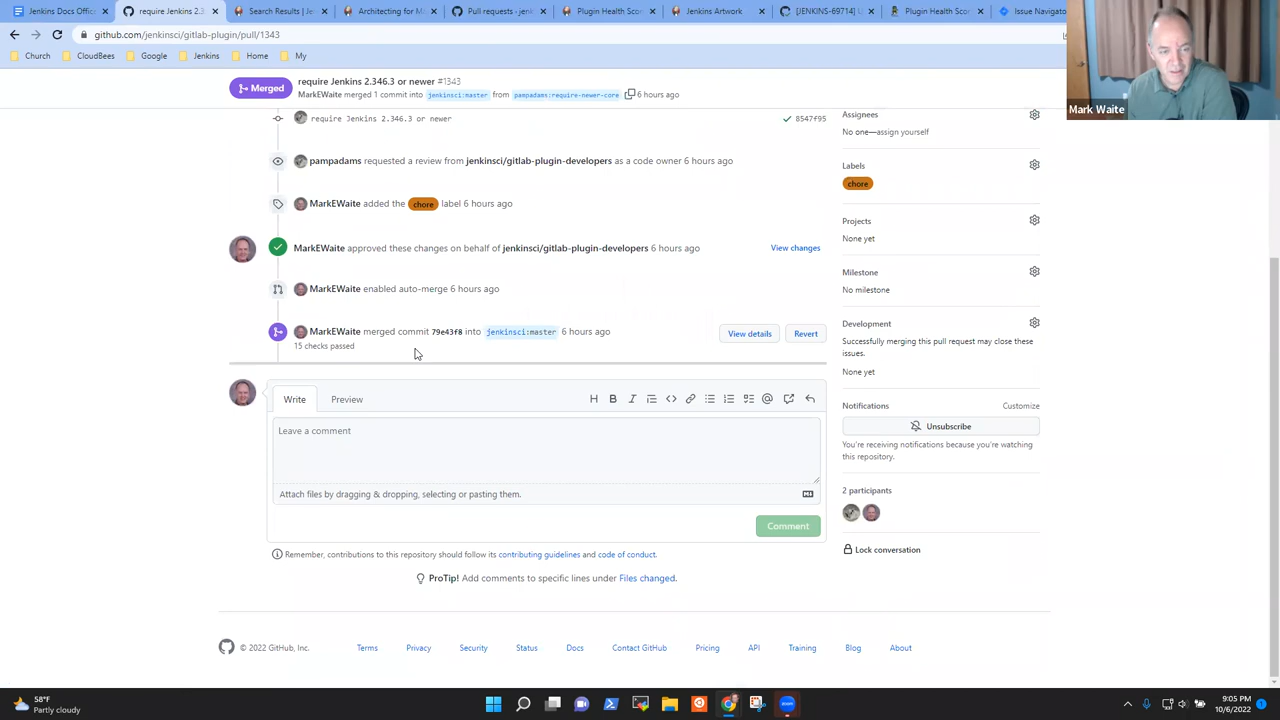 Jenkins Docs Office
require Jenkins 2.3
Search Results [Jen
Architecting for M
Pull requests · jenk
Plugin Health Scor
Jenkins Artwork
[JENKINS-69714] U
Plugin Health Scor
Issue Navigato
github.com/jenkinsci/gitlab-plugin/pull/1343
Church
CloudBees
Google
Jenkins
Home
My
Mark Waite
Merged
require Jenkins 2.346.3 or newer #1343
MarkEWaite merged 1 commit into jenkinsci:master from pampadams:require-newer-core 6 hours ago
require Jenkins 2.346.3 or newer 8547f95
pampadams requested a review from jenkinsci/gitlab-plugin-developers as a code owner 6 hours ago
MarkEWaite added the chore label 6 hours ago
MarkEWaite approved these changes on behalf of jenkinsci/gitlab-plugin-developers 6 hours ago View changes
MarkEWaite enabled auto-merge 6 hours ago
MarkEWaite merged commit 79e43f8 into jenkinsci:master 6 hours ago View details Revert
15 checks passed
Write Preview
H B I @
Leave a comment
Attach files by dragging & dropping, selecting or pasting them.
Comment
Remember, contributions to this repository should follow its contributing guidelines and code of conduct.
ProTip! Add comments to specific lines under Files changed.
Assignees
No one—assign yourself
Labels
chore
Projects
None yet
Milestone
No milestone
Development
Successfully merging this pull request may close these
issues.
None yet
Notifications Customize
Unsubscribe
You're receiving notifications because you're watching
this repository.
2 participants
Lock conversation
© 2022 GitHub, Inc. Terms Privacy Security Status Docs Contact GitHub Pricing API Training Blog About
58°F
Partly cloudy
9:05 PM
10/6/2022